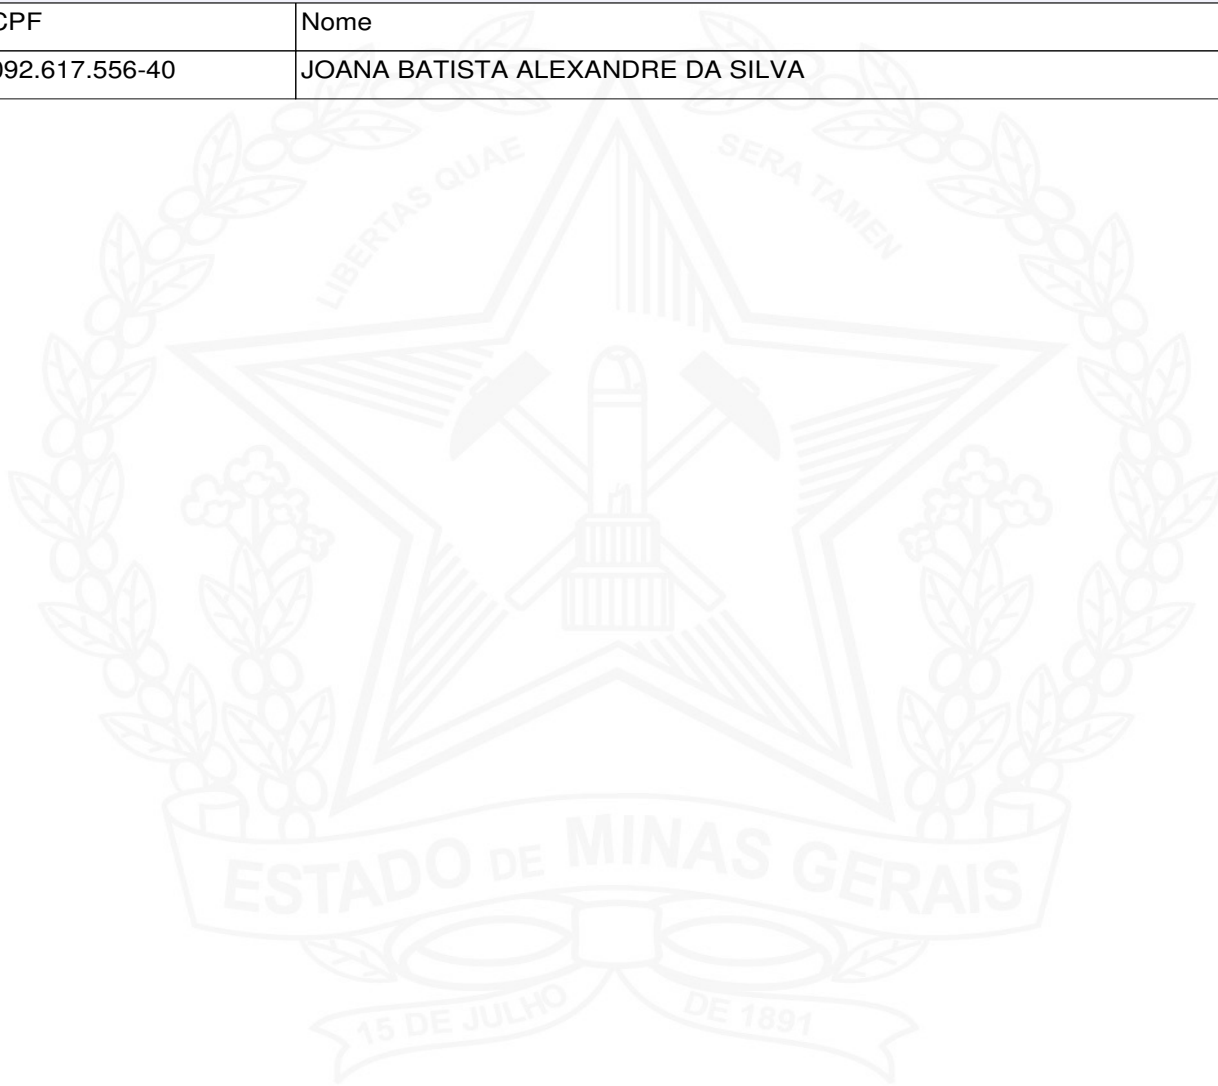 CPF Nome
092.617.556-40 JOANA BATISTA ALEXANDRE DA SILVA
LIBERTAS QUAE SERA TAMEN
ESTADO DE MINAS GERAIS
15 DE JULHO DE 1891